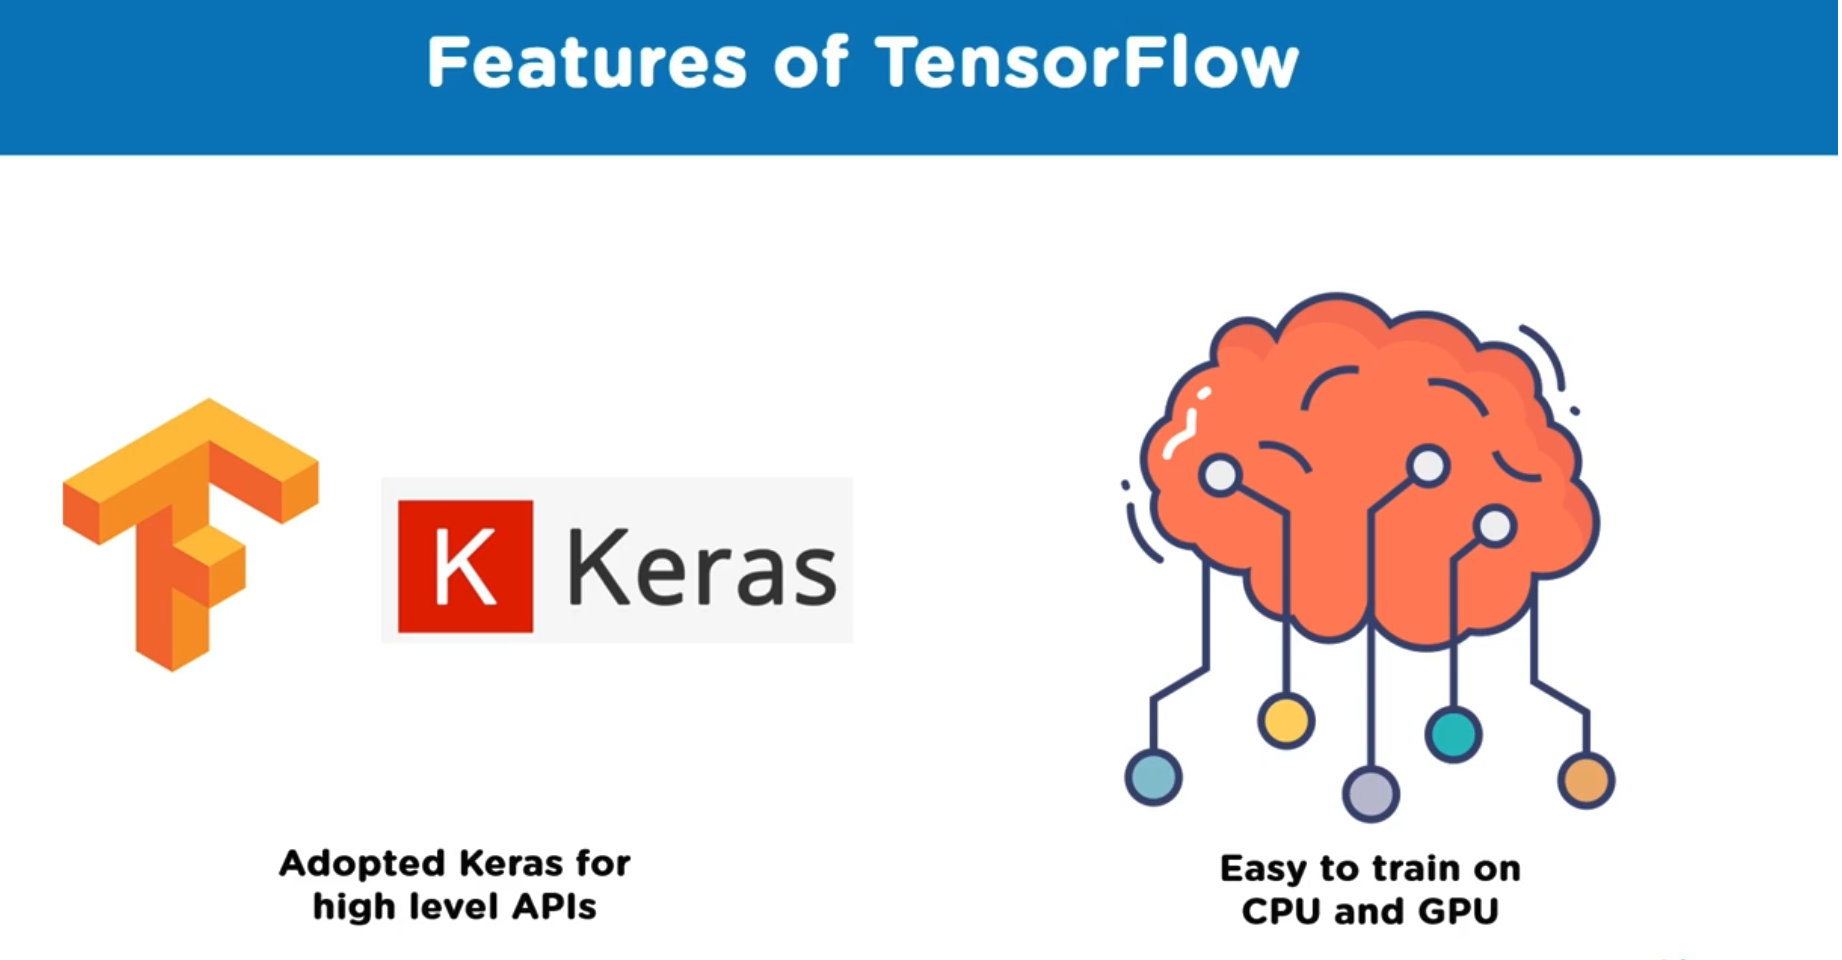 Features of TensorFlow
K Keras
Adopted Keras for
high level APIs
Easy to train on
CPU and GPU